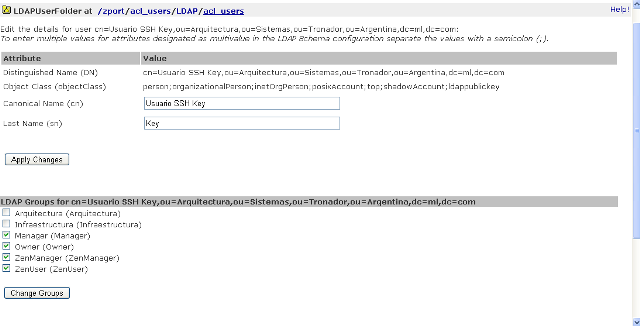 LDAPUserFolder at /zport/acl_users/LDAP/acl_users
Help!
Edit the details for user cn=Usuario SSH Key,ou=Arquitectura,ou=Sistemas,ou=Tronador,ou=Argentina,dc=ml,dc=com:
To enter multiple values for attributes designated as multivalue in the LDAP Schema configuration separate the values with a semicolon (;).
Attribute Value
Distinguished Name (DN) cn=Usuario SSH Key,ou=Arquitectura,ou=Sistemas,ou=Tronador,ou=Argentina,dc=ml,dc=com
Object Class (objectClass) person;organizationalPerson;inetOrgPerson;posixAccount;top;shadowAccount;ldappublickey
Canonical Name (cn) Usuario SSH Key
Last Name (sn) Key
Apply Changes
LDAP Groups for cn=Usuario SSH Key,ou=Arquitectura,ou=Sistemas,ou=Tronador,ou=Argentina,dc=ml,dc=com
Arquitectura (Arquitectura)
Infraestructura (Infraestructura)
Manager (Manager)
Owner (Owner)
ZenManager (ZenManager)
ZenUser (ZenUser)
Change Groups